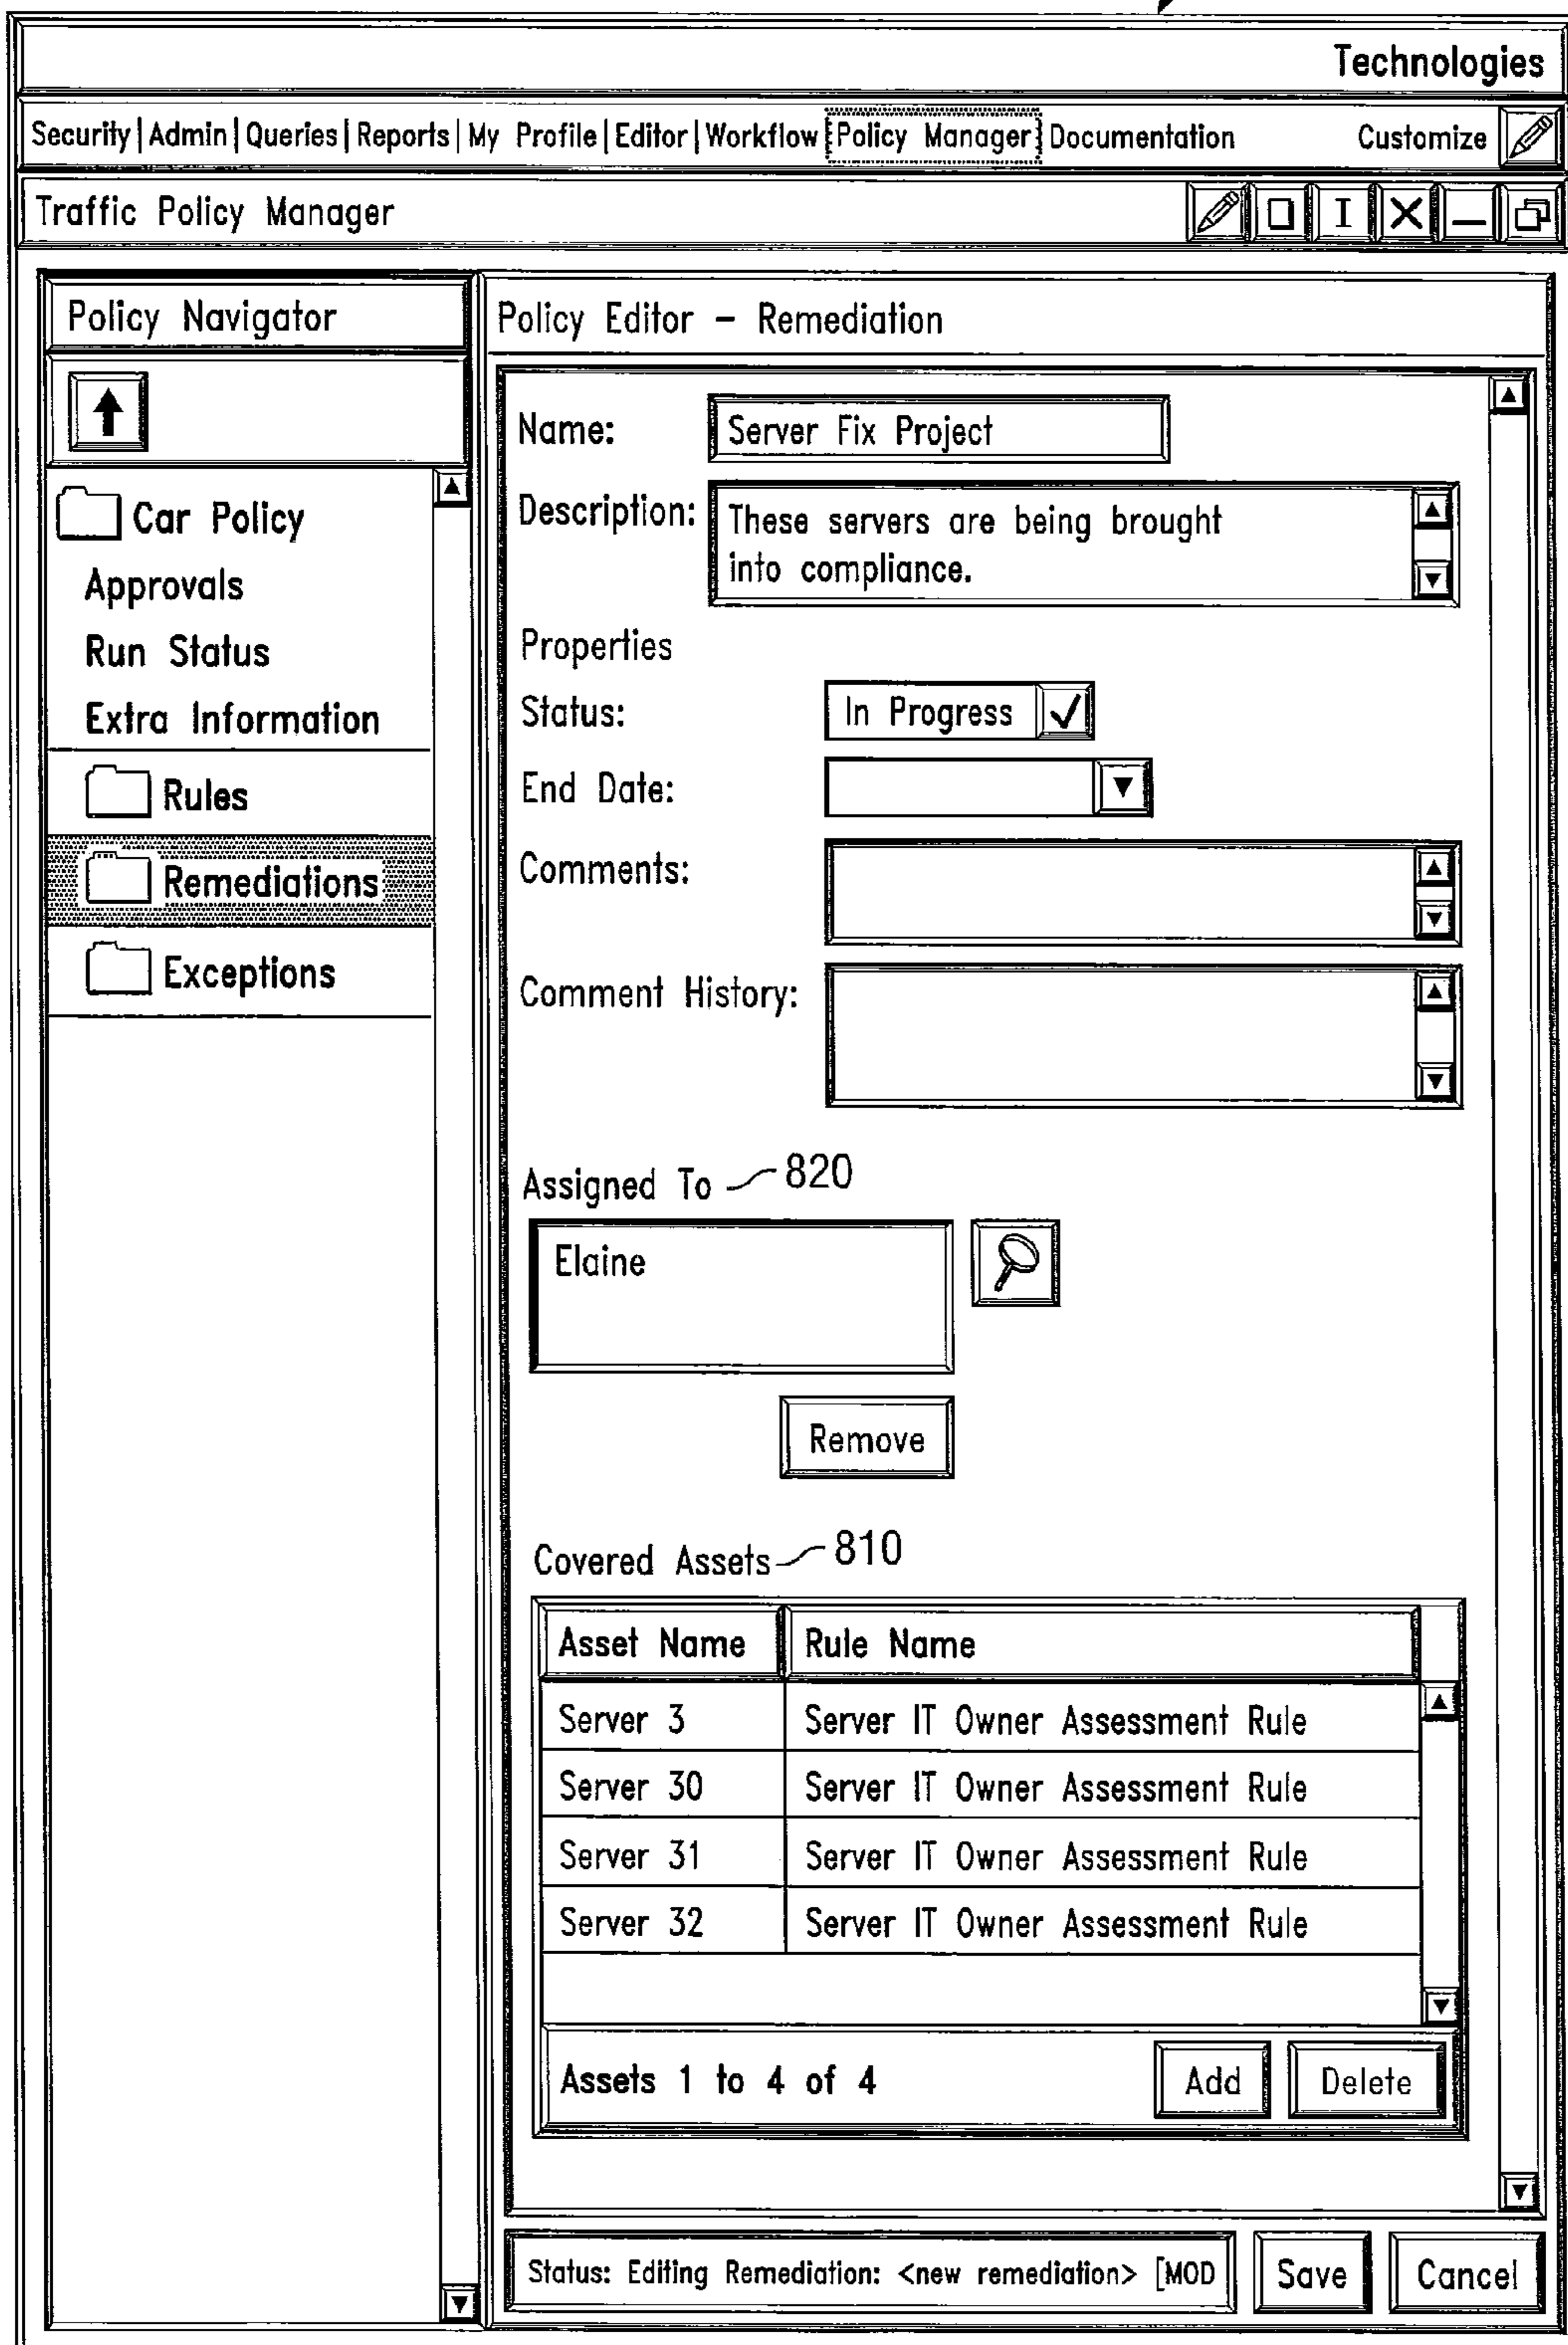 Technologies
Security | Admin | Queries | Reports | My Profile | Editor | Workflow Policy Manager Documentation Customize
Traffic Policy Manager
Policy Navigator
Car Policy
Approvals
Run Status
Extra Information
Rules
Remediations
Exceptions
Policy Editor – Remediation
Name: Server Fix Project
Description: These servers are being brought
into compliance.
Properties
Status: In Progress
End Date:
Comments:
Comment History:
Assigned To 820
Elaine
Remove
Covered Assets 810
Asset Name Rule Name
Server 3 Server IT Owner Assessment Rule
Server 30 Server IT Owner Assessment Rule
Server 31 Server IT Owner Assessment Rule
Server 32 Server IT Owner Assessment Rule
Assets 1 to 4 of 4 Add Delete
Status: Editing Remediation: <new remediation> [MOD Save Cancel